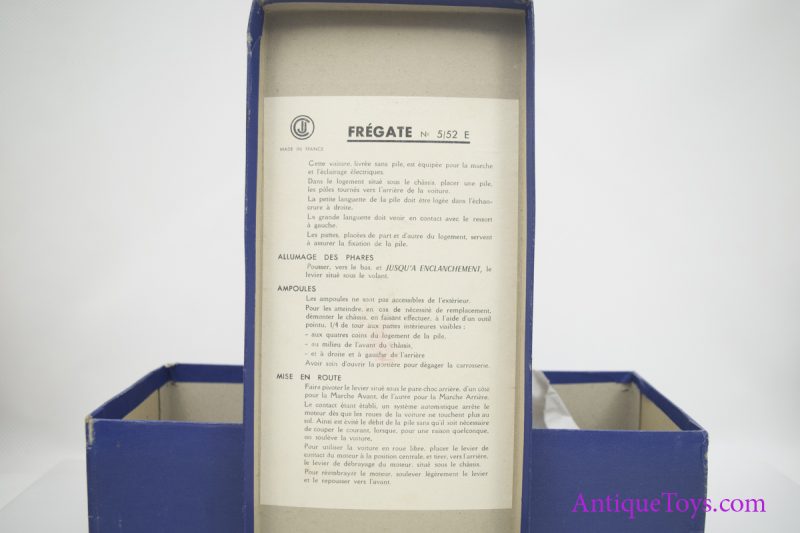 JC
MADE IN FRANCE
FRÉGATE No 5/52 E
Cette voiture, livrée sans pile, est équipée pour la marche
et l'éclairage électriques.
Dans le logement situé sous le châssis, placer une pile,
les pôles tournés vers l'arrière de la voiture.
La petite languette de la pile doit être logée dans l'échan-
crure à droite.
La grande languette doit venir en contact avec le ressort
à gauche.
Les pattes, placées de part et d'autre du logement, servent
à assurer la fixation de la pile.
ALLUMAGE DES PHARES
Pousser, vers le bas, et JUSQU'A ENCLANCHEMENT, le
levier situé sous le volant.
AMPOULES
Les ampoules ne sont pas accessibles de l'extérieur.
Pour les atteindre, en cas de nécessité de remplacement,
démonter le châssis, en faisant effectuer, à l'aide d'un outil
pointu, 1/4 de tour aux pattes intérieures visibles :
- aux quatre coins du logement de la pile,
- au milieu de l'avant du châssis,
- et à droite et à gauche de l'arrière
Avoir soin d'ouvrir la portière pour dégager la carrosserie.
MISE EN ROUTE
Faire pivoter le levier situé sous le pare-choc arrière, d'un côté
pour la Marche Avant, de l'autre pour la Marche Arrière.
Le contact étant établi, un système automatique arrête le
moteur dès que les roues de la voiture ne touchent plus au
sol. Ainsi est évité le débit de la pile sans qu'il soit nécessaire
de couper le courant, lorsque, pour une raison quelconque,
on soulève la voiture.
Pour utiliser la voiture en roue libre, placer le levier de
contact du moteur à la position centrale, et tirer, vers l'arrière,
le levier de débrayage du moteur, situé sous le châssis.
Pour réembrayer le moteur, soulever légèrement le levier
et le repousser vers l'avant.
AntiqueToys.com